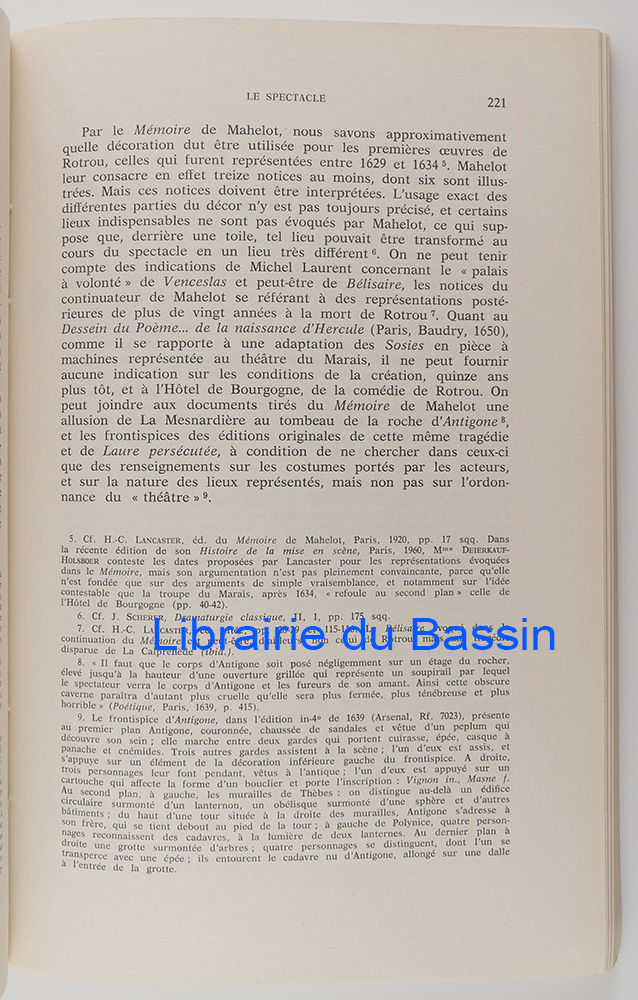 LE SPECTACLE
221
Par le Mémoire de Mahelot, nous savons approximativement
quelle décoration dut être utilisée pour les premières œuvres de
Rotrou, celles qui furent représentées entre 1629 et 1634 ⁵. Mahelot
leur consacre en effet treize notices au moins, dont six sont illus-
trées. Mais ces notices doivent être interprétées. L'usage exact des
différentes parties du décor n'y est pas toujours précisé, et certains
lieux indispensables ne sont pas évoqués par Mahelot, ce qui sup-
pose que, derrière une toile, tel lieu pouvait être transformé au
cours du spectacle en un lieu très différent ⁶. On ne peut tenir
compte des indications de Michel Laurent concernant le « palais
à volonté » de Venceslas et peut-être de Bélisaire, les notices du
continuateur de Mahelot se référant à des représentations posté-
rieures de plus de vingt années à la mort de Rotrou ⁷. Quant au
Dessein du Poème... de la naissance d'Hercule (Paris, Baudry, 1650),
comme il se rapporte à une adaptation des Sosies en pièce à
machines représentée au théâtre du Marais, il ne peut fournir
aucune indication sur les conditions de la création, quinze ans
plus tôt, et à l'Hôtel de Bourgogne, de la comédie de Rotrou. On
peut joindre aux documents tirés du Mémoire de Mahelot une
allusion de La Mesnardière au tombeau de la roche d'Antigone ⁸,
et les frontispices des éditions originales de cette même tragédie
et de Laure persécutée, à condition de ne chercher dans ceux-ci
que des renseignements sur les costumes portés par les acteurs,
et sur la nature des lieux représentés, mais non pas sur l'ordon-
nance du « théâtre » ⁹.
5. Cf. H.-C. LANCASTER, éd. du Mémoire de Mahelot, Paris, 1920, pp. 17 sqq. Dans
la récente édition de son Histoire de la mise en scène, Paris, 1960, Mᵐᵉ DEIERKAUF-
HOLSBOER conteste les dates proposées par Lancaster pour les représentations évoquées
dans le Mémoire, mais son argumentation n'est pas pleinement convaincante, parce qu'elle
n'est fondée que sur des arguments de simple vraisemblance, et notamment sur l'idée
contestable que la troupe du Marais, après 1634, « refoule au second plan » celle de
l'Hôtel de Bourgogne (pp. 40-42).
6. Cf. J. SCHERER, Dramaturgie classique, II, 1, pp. 175 sqq.
7. Cf. H.-C. LANCASTER,
Librairie du Bassin
continuation du Mémoire
disparue de La Calprenède (ibid.).
8. « Il faut que le corps d'Antigone soit posé négligemment sur un étage du rocher,
élevé jusqu'à la hauteur d'une ouverture grillée qui représente un soupirail par lequel
le spectateur verra le corps d'Antigone et les fureurs de son amant. Ainsi cette obscure
caverne paraîtra d'autant plus cruelle qu'elle sera plus fermée, plus ténébreuse et plus
horrible » (Poétique, Paris, 1639, p. 415).
9. Le frontispice d'Antigone, dans l'édition in-4° de 1639 (Arsenal, Rf. 7023), présente
au premier plan Antigone, couronnée, chaussée de sandales et vêtue d'un peplum qui
découvre son sein ; elle marche entre deux gardes qui portent cuirasse, épée, casque à
panache et cnémides. Trois autres gardes assistent à la scène ; l'un d'eux est assis, et
s'appuye sur un élément de la décoration inférieure gauche du frontispice. A droite,
trois personnages leur font pendant, vêtus à l'antique ; l'un d'eux est appuyé sur un
cartouche qui affecte la forme d'un bouclier et porte l'inscription : Vignon in., Masne f.
Au second plan, à gauche, les murailles de Thèbes : on distingue au-delà un édifice
circulaire surmonté d'un lanternon, un obélisque surmonté d'une sphère et d'autres
bâtiments ; du haut d'une tour située à la droite des murailles, Antigone s'adresse à
son frère, qui se tient debout au pied de la tour ; à gauche de Polynice, quatre person-
nages reconnaissent des cadavres, à la lumière de deux lanternes. Au dernier plan à
droite une grotte surmontée d'arbres ; quatre personnages se distinguent, dont l'un se
transperce avec une épée ; ils entourent le cadavre nu d'Antigone, allongé sur une dalle
à l'entrée de la grotte.